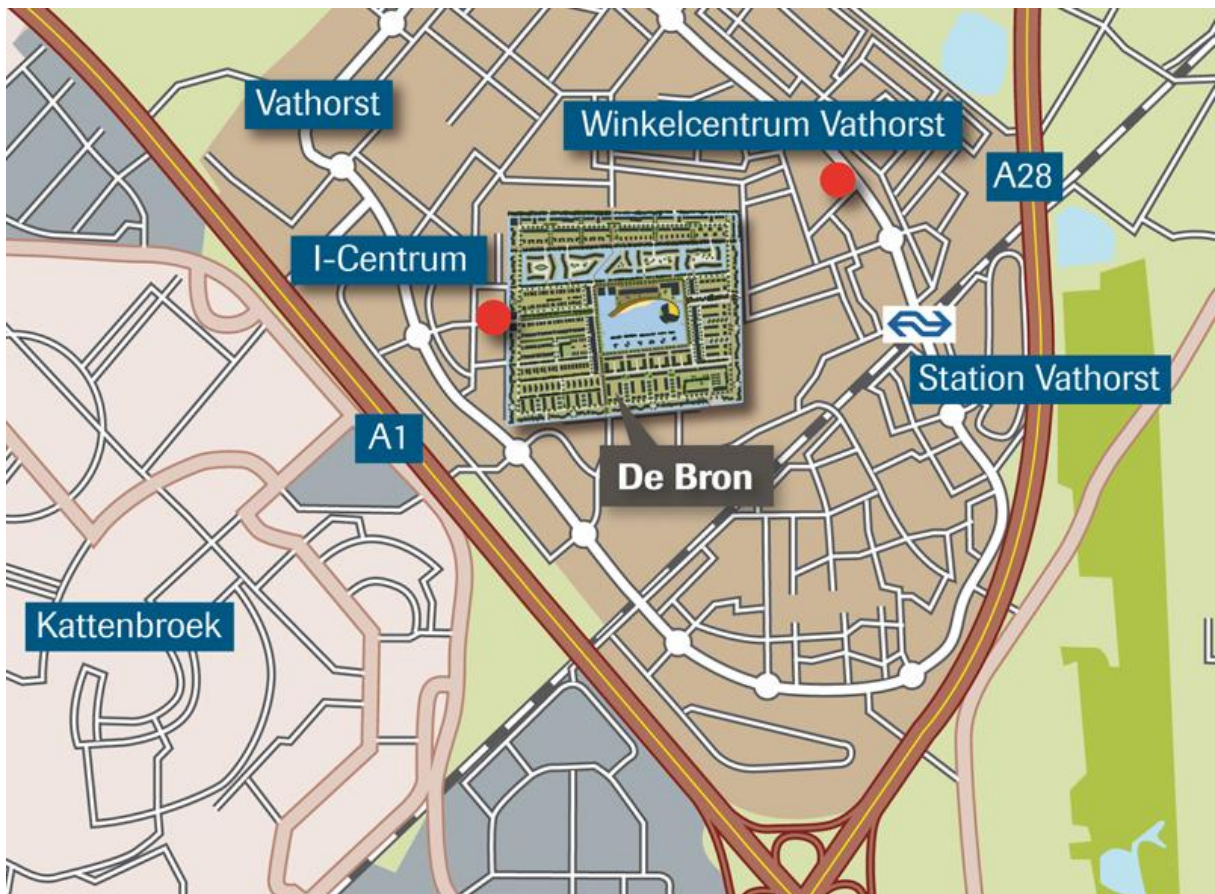 Vathorst
Winkelcentrum Vathorst
A28
I-Centrum
Station Vathorst
A1
De Bron
Kattenbroek